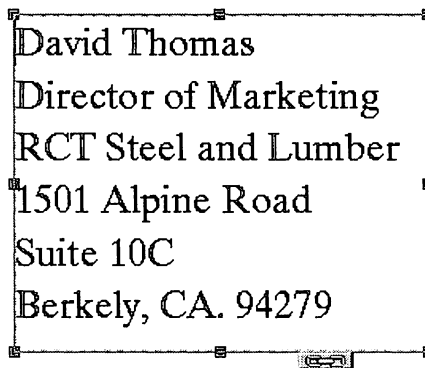 David Thomas
Director of Marketing
RCT Steel and Lumber
1501 Alpine Road
Suite 10C
Berkely, CA. 94279